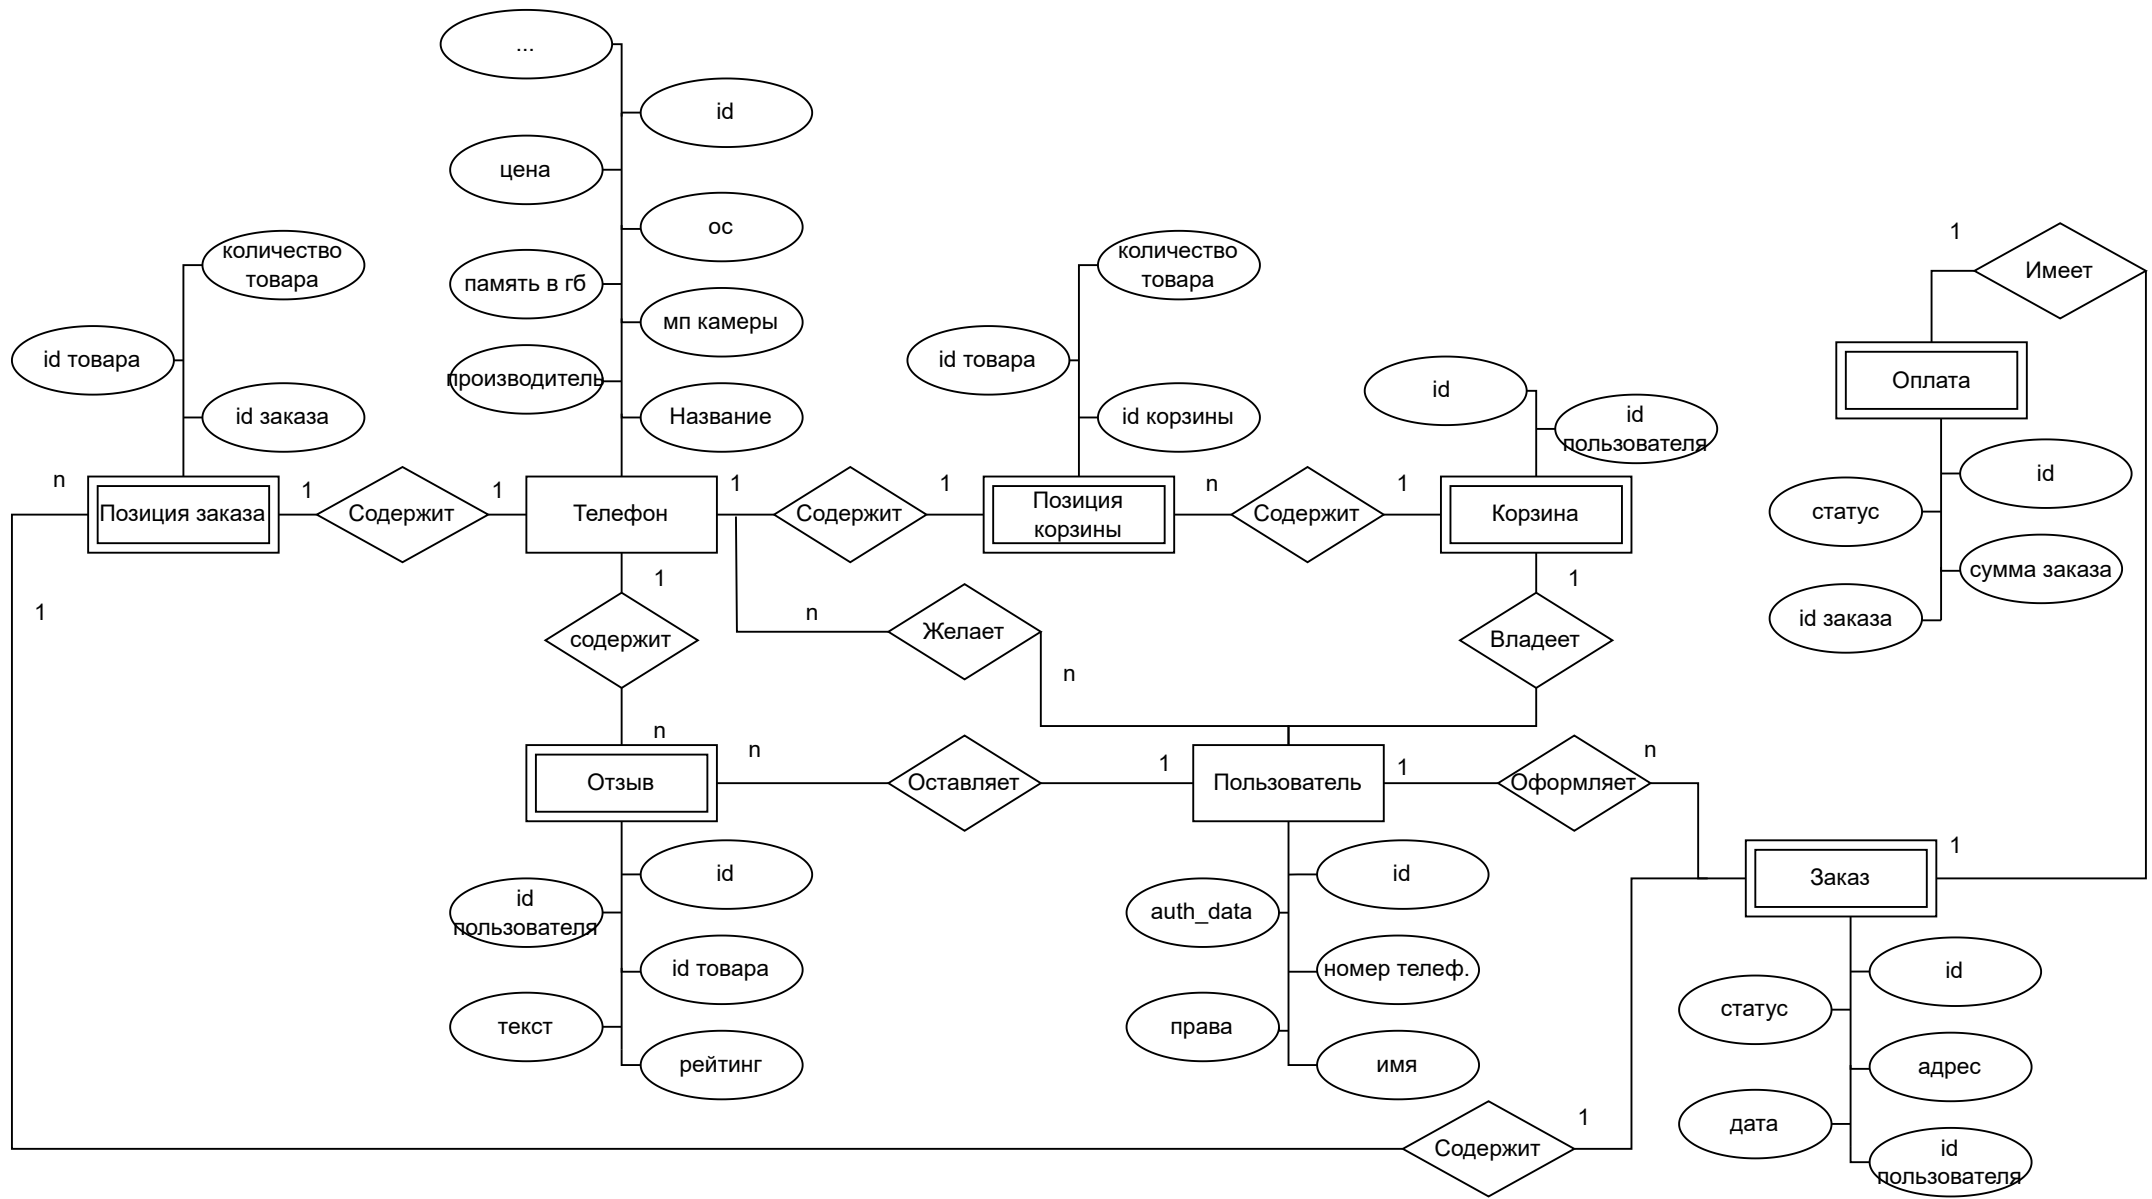 ...
id
цена
ос
память в гб
мп камеры
производитель
Название
количество
товара
id товара
id заказа
количество
товара
id товара
id корзины
id
id
пользователя
1
Имеет
Оплата
id
статус
сумма заказа
id заказа
n
Позиция заказа
1
Содержит
1
Телефон
1
Содержит
1
Позиция
корзины
n
Содержит
1
Корзина
1
1
содержит
n
n
Желает
n
1
Владеет
Отзыв
n
Оставляет
1
Пользователь
1
Оформляет
n
1
Заказ
id
id
пользователя
id товара
текст
рейтинг
id
auth_data
номер телеф.
права
имя
id
статус
адрес
дата
id
пользователя
Содержит
1